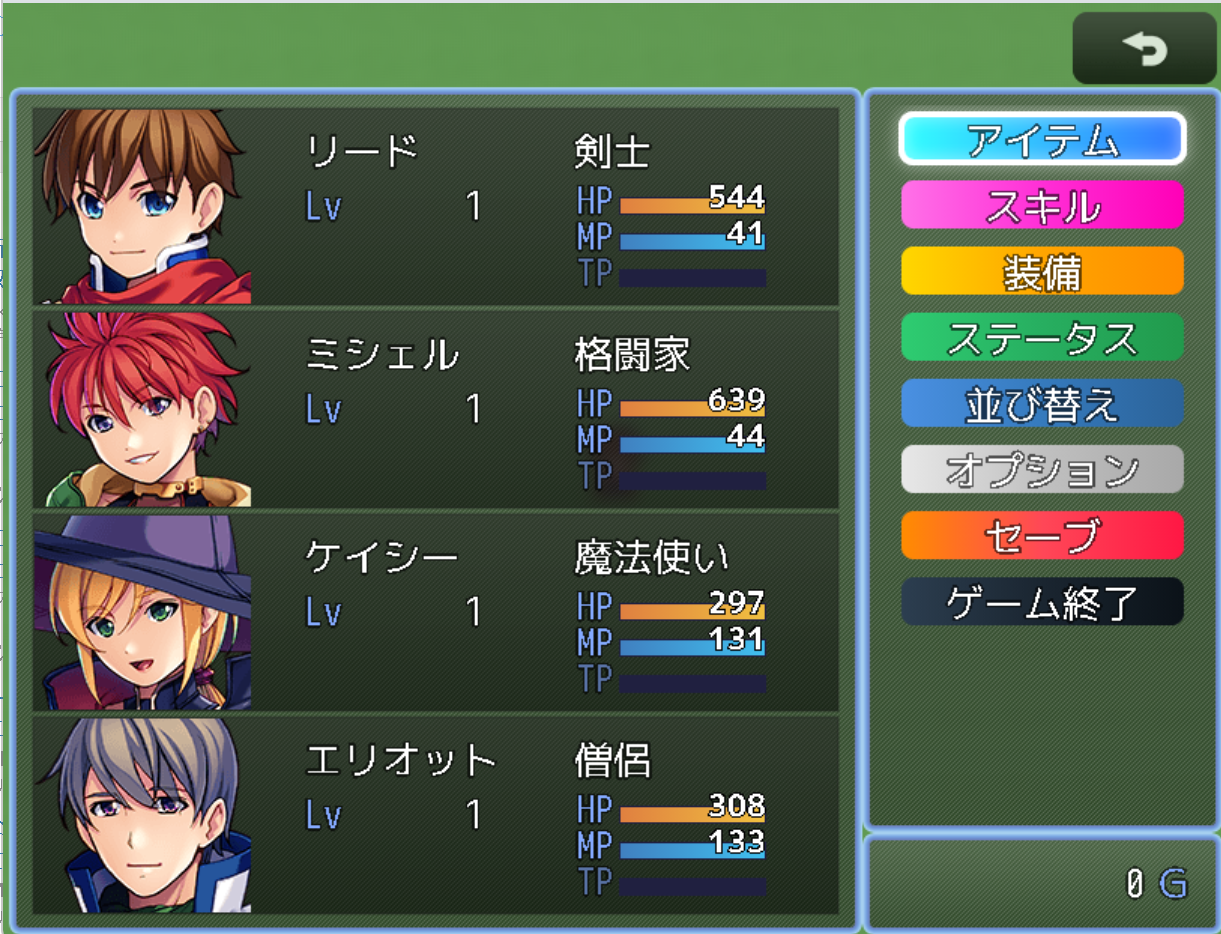 リード 剣士
Lv 1 HP 544
MP 41
TP
ミシェル 格闘家
Lv 1 HP 639
MP 44
TP
ケイシー 魔法使い
Lv 1 HP 297
MP 131
TP
エリオット 僧侶
Lv 1 HP 308
MP 133
TP
アイテム
スキル
装備
ステータス
並び替え
オプション
セーブ
ゲーム終了
0 G